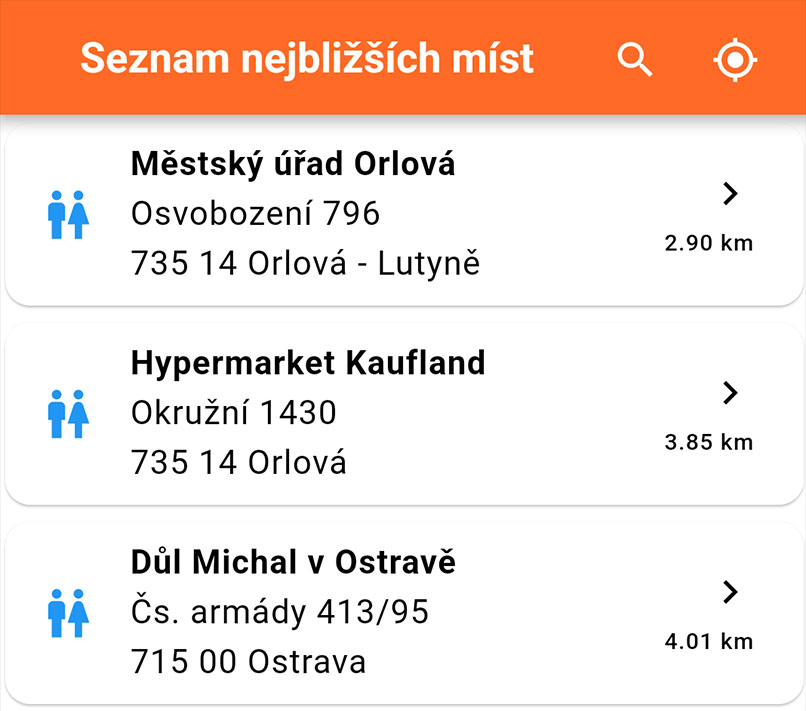 Seznam nejbližších míst
Městský úřad Orlová
Osvobození 796
735 14 Orlová - Lutyně
2.90 km
Hypermarket Kaufland
Okružní 1430
735 14 Orlová
3.85 km
Důl Michal v Ostravě
Čs. armády 413/95
715 00 Ostrava
4.01 km